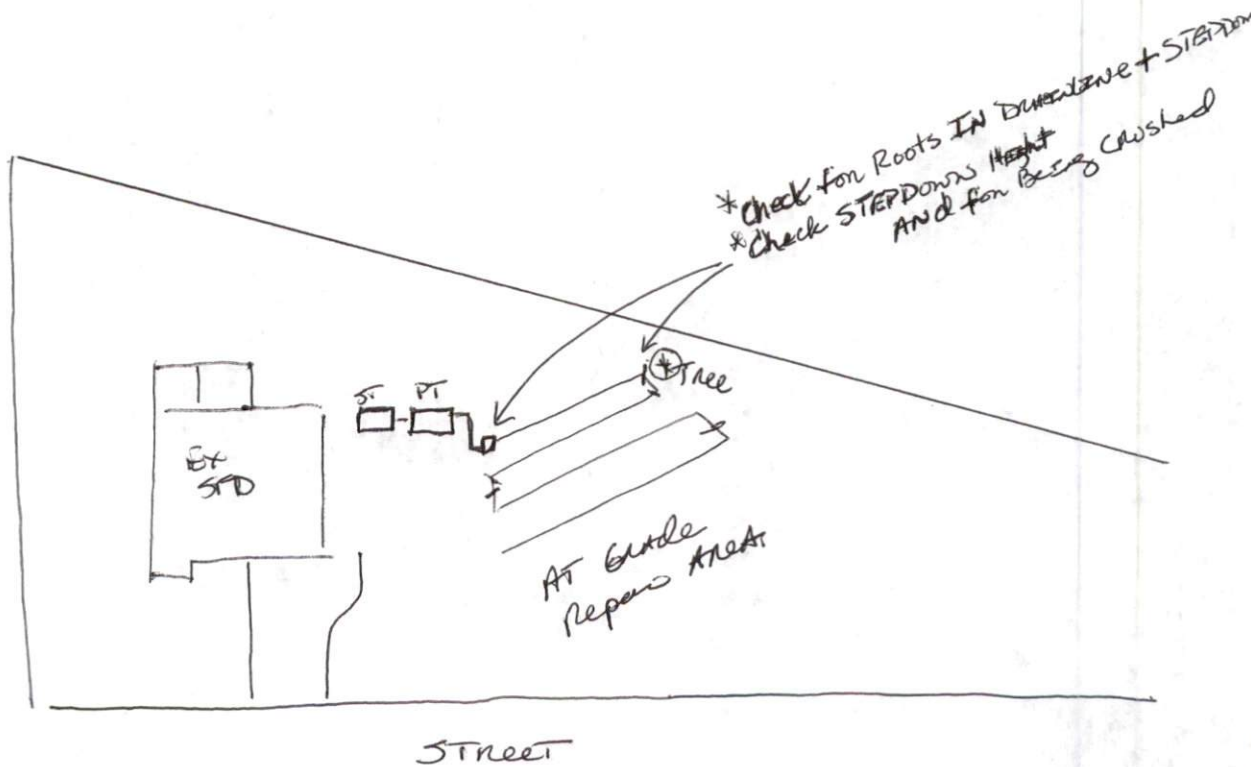 *Check for Roots IN DRAINLINE + STEPDOWN
*Check STEPDOWN Height
AND for Being Crushed
Tree
ST
PT
EX
SFD
AT GRADE
Repair AREA
STREET